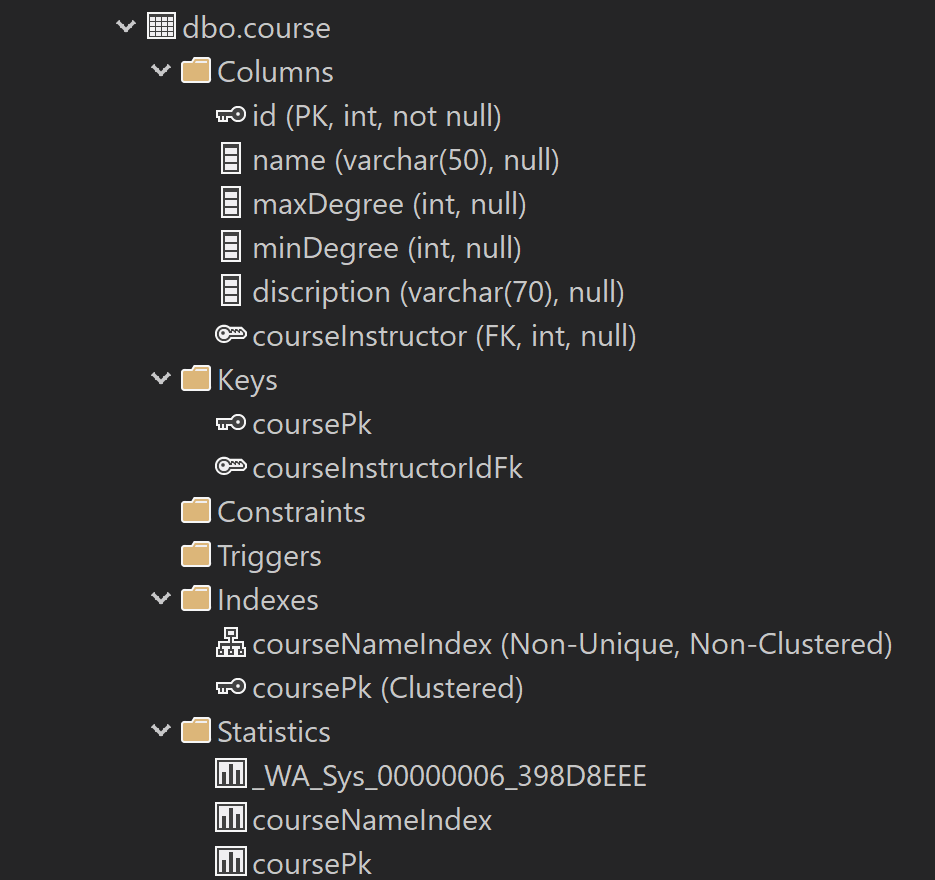 dbo.course
Columns
id (PK, int, not null)
name (varchar(50), null)
maxDegree (int, null)
minDegree (int, null)
discription (varchar(70), null)
courseInstructor (FK, int, null)
Keys
coursePk
courseInstructorIdFk
Constraints
Triggers
Indexes
courseNameIndex (Non-Unique, Non-Clustered)
coursePk (Clustered)
Statistics
_WA_Sys_00000006_398D8EEE
courseNameIndex
coursePk